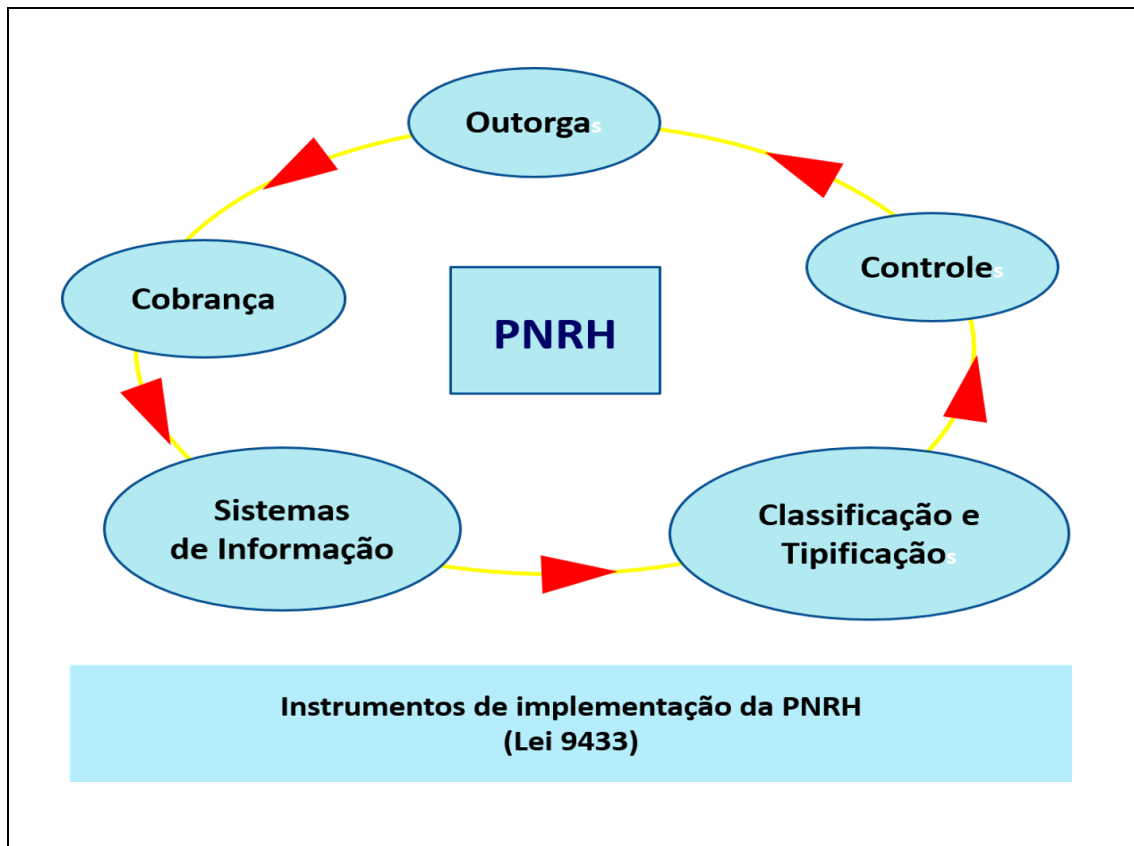 Outorgas
Controles
Cobrança
PNRH
Sistemas
de Informação
Classificação e
Tipificaçãos
Instrumentos de implementação da PNRH
(Lei 9433)